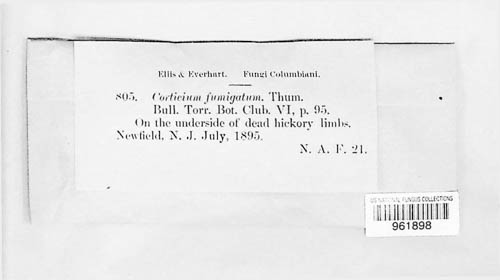 Ellis & Everhart. Fungi Columbiani.
805. Corticium fumigatum. Thum.
Bull. Torr. Bot. Club. VI, p. 95.
On the underside of dead hickory limbs.
Newfield, N. J. July, 1895.
N. A. F. 21.
US NATIONAL FUNGUS COLLECTIONS
961898